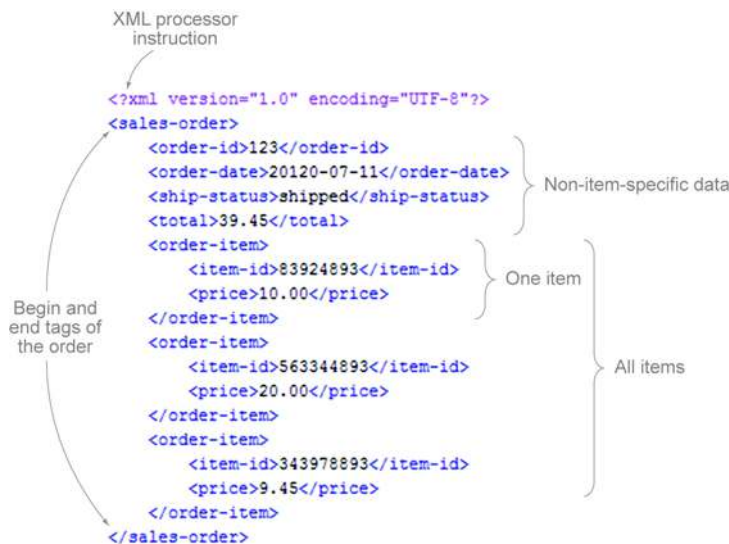 XML processor
instruction
<?xml version="1.0" encoding="UTF-8"?>
<sales-order>
<order-id>123</order-id>
<order-date>20120-07-11</order-date>
<ship-status>shipped</ship-status>
<total>39.45</total>
Non-item-specific data
<order-item>
<item-id>83924893</item-id>
<price>10.00</price>
</order-item>
One item
<order-item>
<item-id>563344893</item-id>
<price>20.00</price>
</order-item>
<order-item>
<item-id>343978893</item-id>
<price>9.45</price>
</order-item>
All items
</sales-order>
Begin and
end tags of
the order